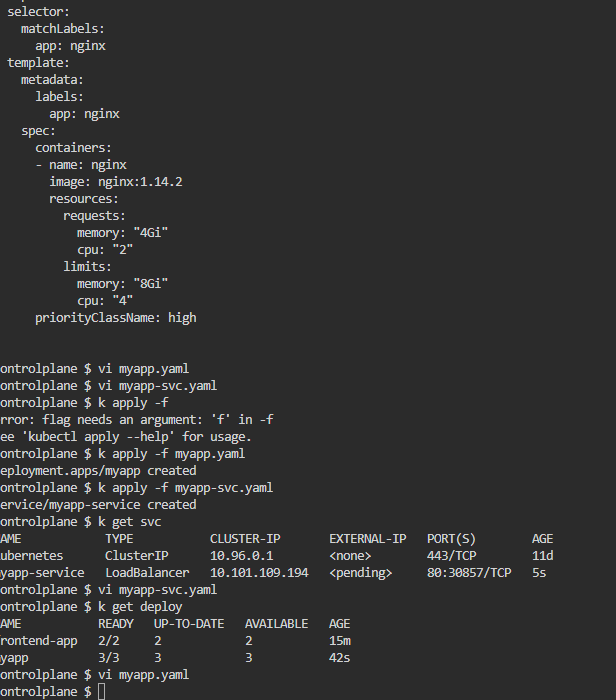 selector:
  matchLabels:
    app: nginx
template:
  metadata:
    labels:
      app: nginx
  spec:
    containers:
    - name: nginx
      image: nginx:1.14.2
      resources:
        requests:
          memory: "4Gi"
          cpu: "2"
        limits:
          memory: "8Gi"
          cpu: "4"
    priorityClassName: high
ontrolplane $ vi myapp.yaml
ontrolplane $ vi myapp-svc.yaml
ontrolplane $ k apply -f
rror: flag needs an argument: 'f' in -f
ee 'kubectl apply --help' for usage.
ontrolplane $ k apply -f myapp.yaml
eployment.apps/myapp created
ontrolplane $ k apply -f myapp-svc.yaml
ervice/myapp-service created
ontrolplane $ k get svc
AME            TYPE           CLUSTER-IP       EXTERNAL-IP   PORT(S)        AGE
ubernetes      ClusterIP      10.96.0.1        <none>        443/TCP        11d
yapp-service   LoadBalancer   10.101.109.194   <pending>     80:30857/TCP   5s
ontrolplane $ vi myapp-svc.yaml
ontrolplane $ k get deploy
AME           READY   UP-TO-DATE   AVAILABLE   AGE
rontend-app   2/2     2            2           15m
yapp          3/3     3            3           42s
ontrolplane $ vi myapp.yaml
ontrolplane $